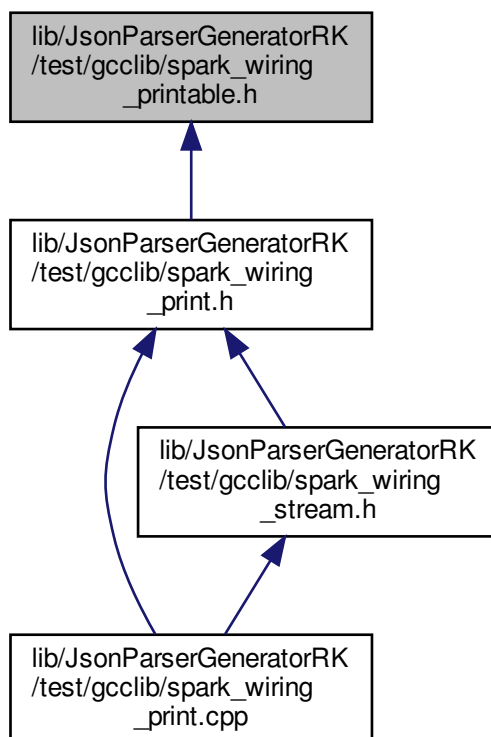 lib/JsonParserGeneratorRK
/test/gcclib/spark_wiring
_printable.h
lib/JsonParserGeneratorRK
/test/gcclib/spark_wiring
_print.h
lib/JsonParserGeneratorRK
/test/gcclib/spark_wiring
_stream.h
lib/JsonParserGeneratorRK
/test/gcclib/spark_wiring
_print.cpp